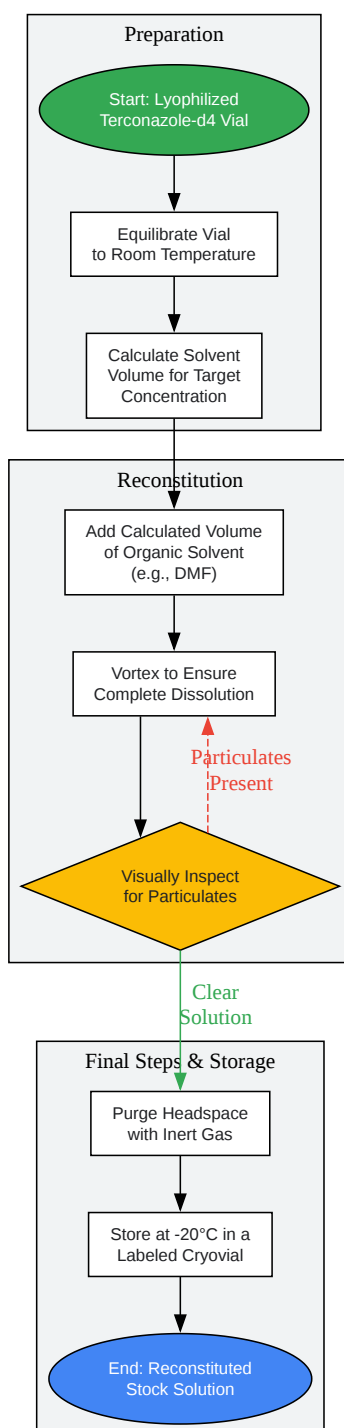 Preparation
Start: Lyophilized
Terconazole-d4 Vial
Equilibrate Vial
to Room Temperature
Calculate Solvent
Volume for Target
Concentration
Reconstitution
Add Calculated Volume
of Organic Solvent
(e.g., DMF)
Vortex to Ensure
Complete Dissolution
Particulates
Present
Visually Inspect
for Particulates
Clear
Solution
Final Steps & Storage
Purge Headspace
with Inert Gas
Store at -20°C in a
Labeled Cryovial
End: Reconstituted
Stock Solution